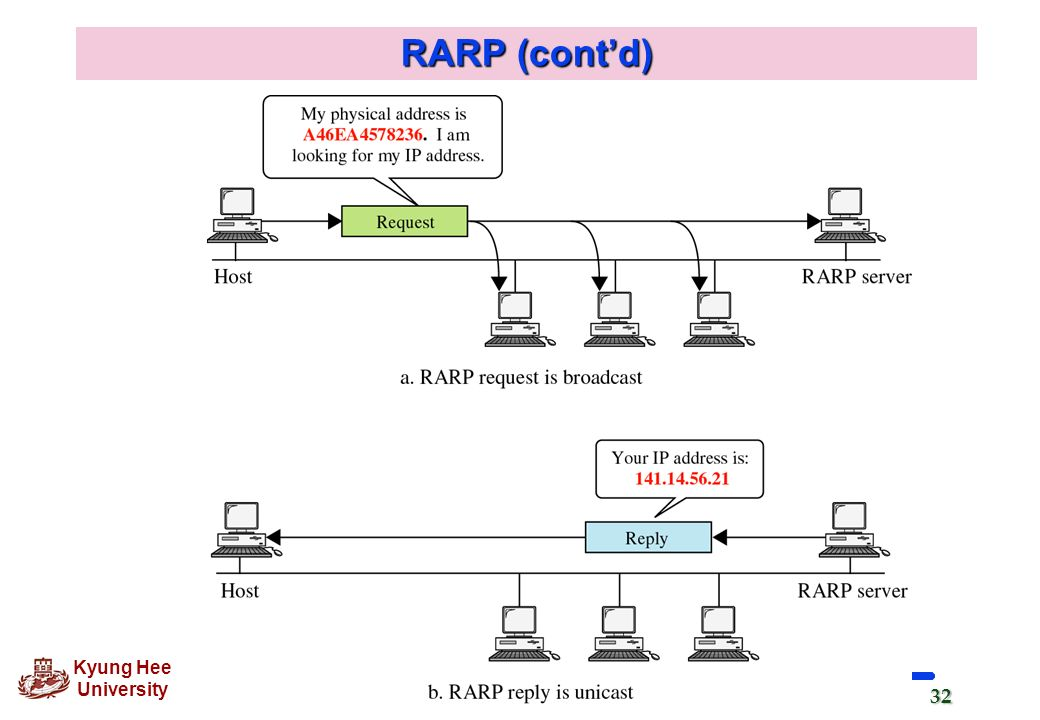 RARP (cont’d)
My physical address is
A46EA4578236. I am
looking for my IP address.
Request
Host
RARP server
a. RARP request is broadcast
Your IP address is:
141.14.56.21
Reply
Host
RARP server
b. RARP reply is unicast
Kyung Hee
University
32